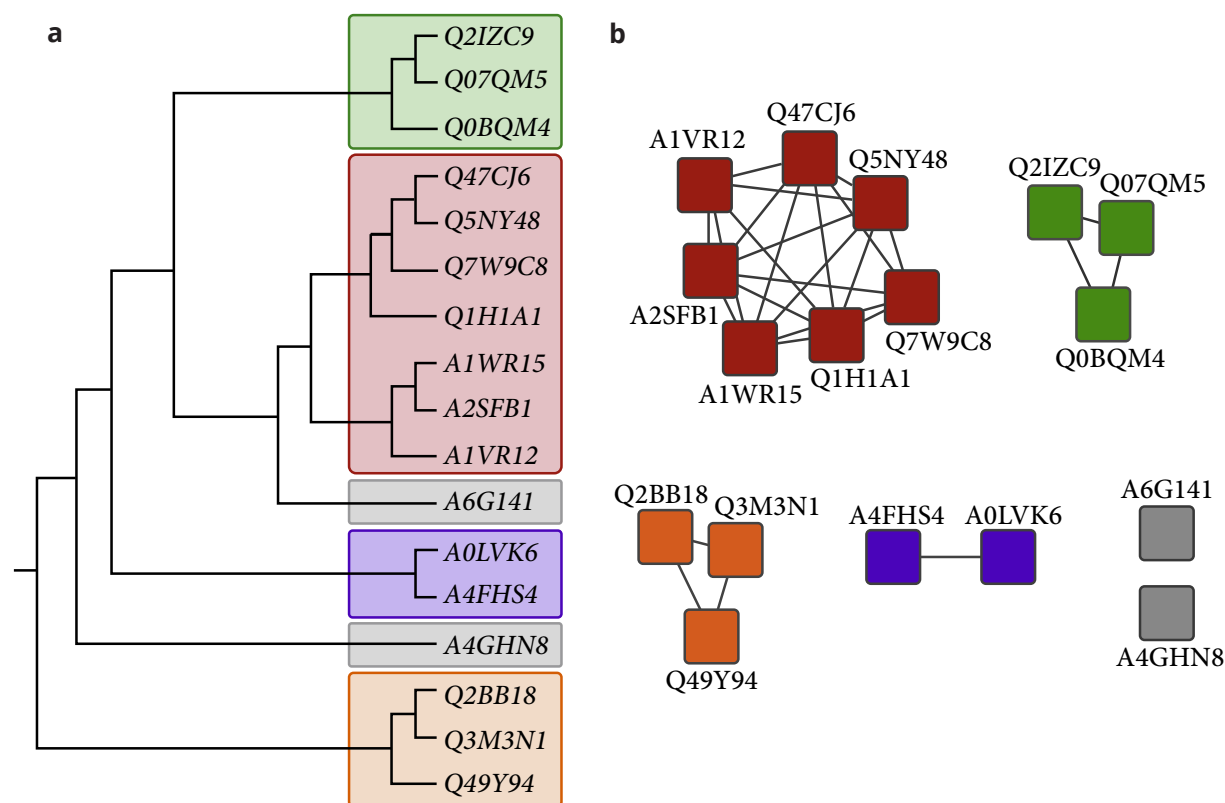 a
Q2IZC9
Q07QM5
Q0BQM4
Q47CJ6
Q5NY48
Q7W9C8
Q1H1A1
A1WR15
A2SFB1
A1VR12
A6G141
A0LVK6
A4FHS4
A4GHN8
Q2BB18
Q3M3N1
Q49Y94
b
Q47CJ6
A1VR12
Q5NY48
A2SFB1
Q7W9C8
A1WR15
Q1H1A1
Q2IZC9
Q07QM5
Q0BQM4
Q2BB18
Q3M3N1
Q49Y94
A4FHS4
A0LVK6
A6G141
A4GHN8